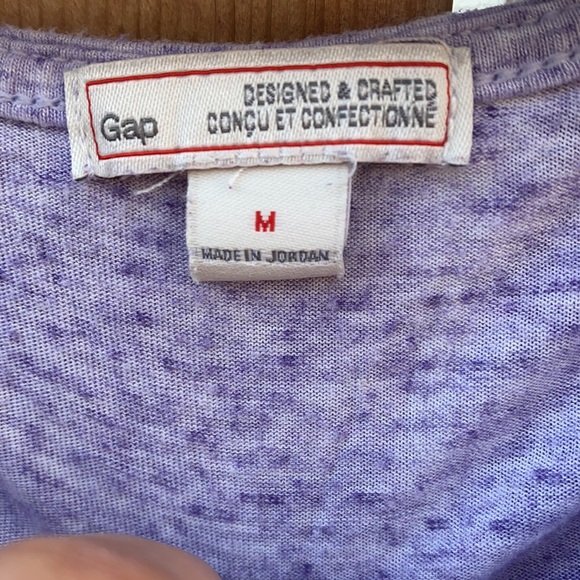 Gap
DESIGNED & CRAFTED
CONÇU ET CONFECTIONNÉ
M
MADE IN JORDAN